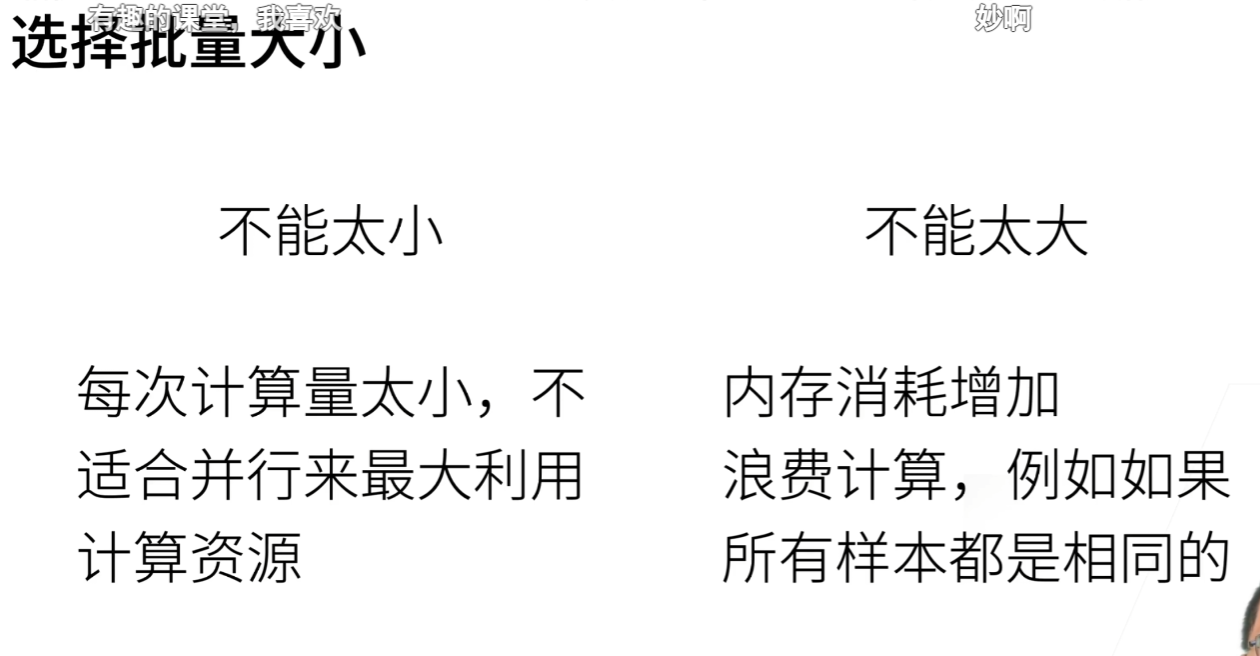 有趣的课堂，我喜欢
妙啊
选择批量大小
不能太小
每次计算量太小，不
适合并行来最大利用
计算资源
不能太大
内存消耗增加
浪费计算，例如如果
所有样本都是相同的